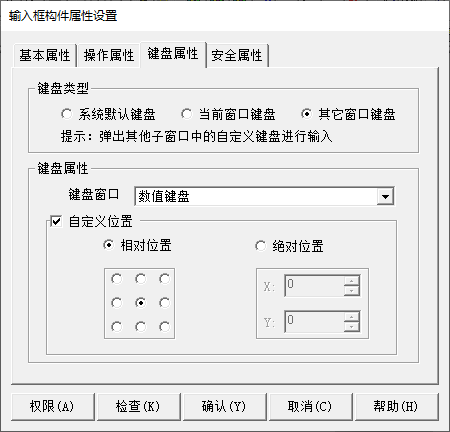 输入框构件属性设置
基本属性 操作属性 键盘属性 安全属性
键盘类型
系统默认键盘 当前窗口键盘 其它窗口键盘
提示：弹出其他子窗口中的自定义键盘进行输入
键盘属性
键盘窗口 数值键盘
自定义位置
相对位置 绝对位置
X: 0
Y: 0
权限(A) 检查(K) 确认(Y) 取消(C) 帮助(H)